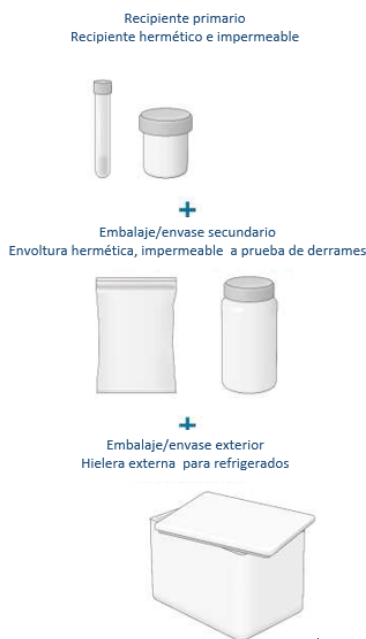 Recipiente primario
Recipiente hermético e impermeable
+
Embalaje/envase secundario
Envoltura hermética, impermeable a prueba de derrames
+
Embalaje/envase exterior
Hielera externa para refrigerados